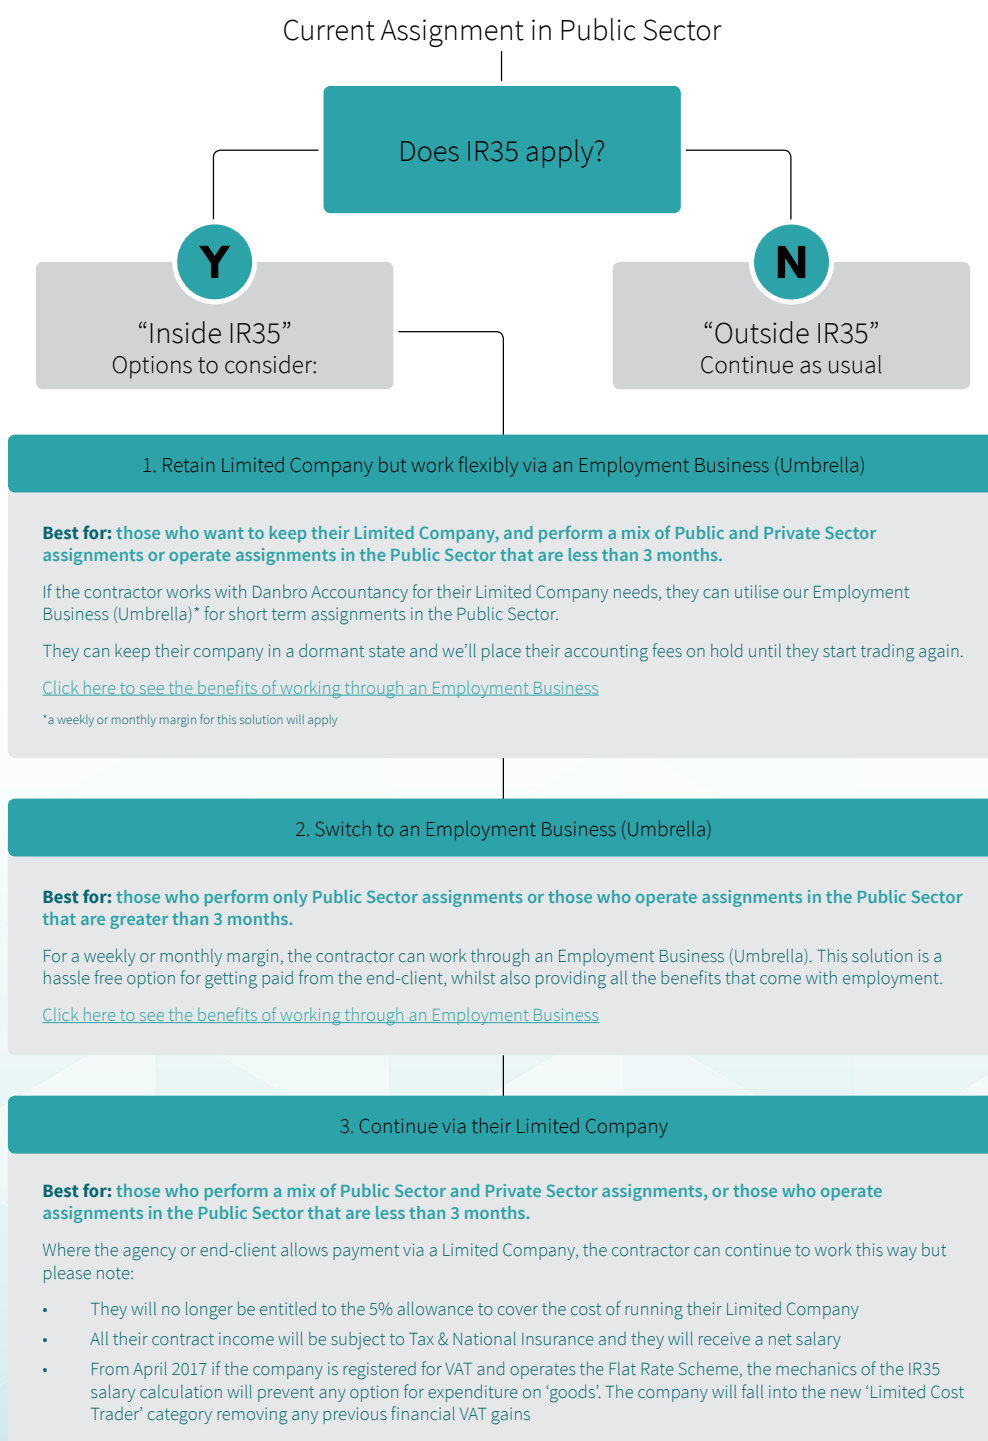 Current Assignment in Public Sector
Does IR35 apply?
Y
N
“Inside IR35”
Options to consider:
“Outside IR35”
Continue as usual
1. Retain Limited Company but work flexibly via an Employment Business (Umbrella)
Best for: those who want to keep their Limited Company, and perform a mix of Public and Private Sector
assignments or operate assignments in the Public Sector that are less than 3 months.
If the contractor works with Danbro Accountancy for their Limited Company needs, they can utilise our Employment
Business (Umbrella)* for short term assignments in the Public Sector.
They can keep their company in a dormant state and we’ll place their accounting fees on hold until they start trading again.
Click here to see the benefits of working through an Employment Business
*a weekly or monthly margin for this solution will apply
2. Switch to an Employment Business (Umbrella)
Best for: those who perform only Public Sector assignments or those who operate assignments in the Public Sector
that are greater than 3 months.
For a weekly or monthly margin, the contractor can work through an Employment Business (Umbrella). This solution is a
hassle free option for getting paid from the end-client, whilst also providing all the benefits that come with employment.
Click here to see the benefits of working through an Employment Business
3. Continue via their Limited Company
Best for: those who perform a mix of Public Sector and Private Sector assignments, or those who operate
assignments in the Public Sector that are less than 3 months.
Where the agency or end-client allows payment via a Limited Company, the contractor can continue to work this way but
please note:
• They will no longer be entitled to the 5% allowance to cover the cost of running their Limited Company
• All their contract income will be subject to Tax & National Insurance and they will receive a net salary
• From April 2017 if the company is registered for VAT and operates the Flat Rate Scheme, the mechanics of the IR35
salary calculation will prevent any option for expenditure on ‘goods’. The company will fall into the new ‘Limited Cost
Trader’ category removing any previous financial VAT gains